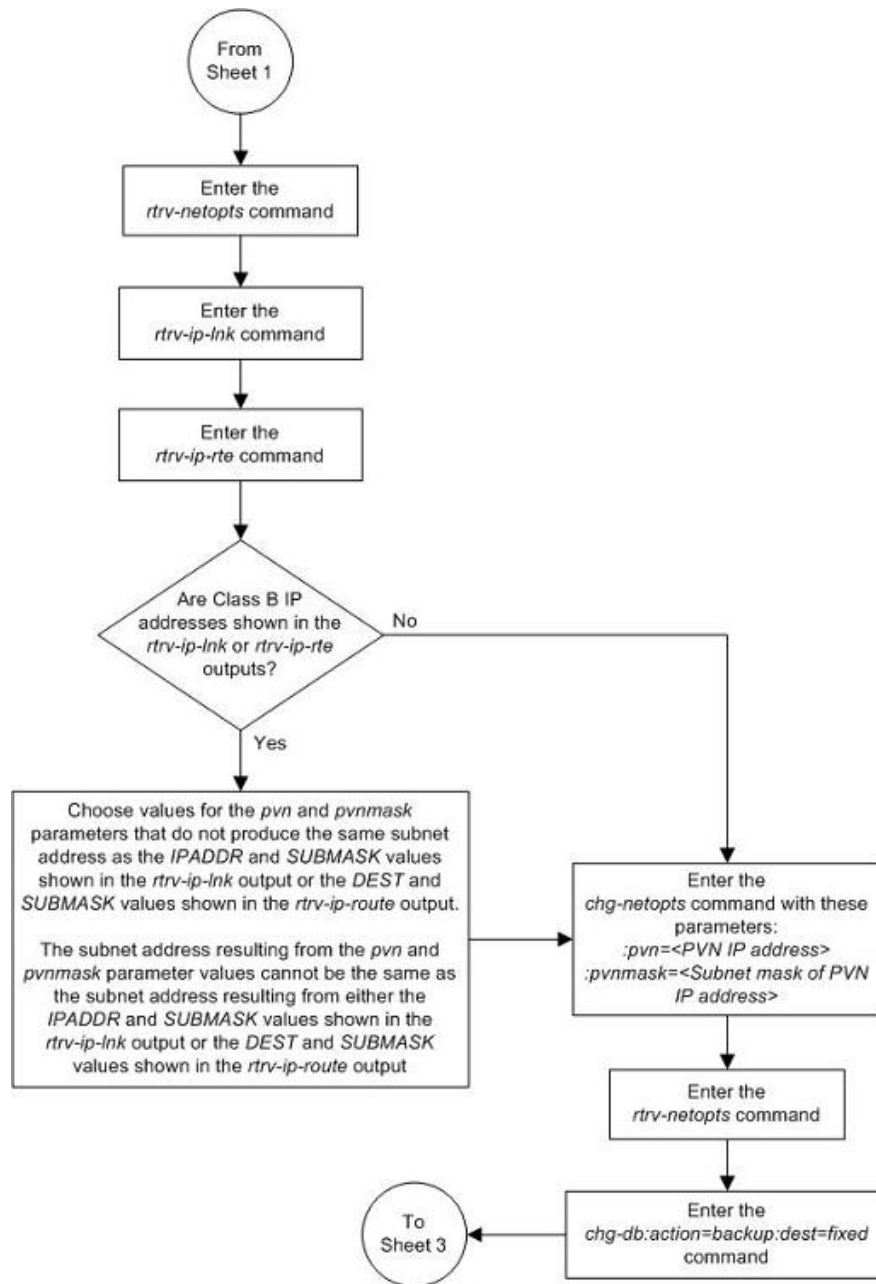 From
Sheet 1
Enter the
rtrv-netopts command
Enter the
rtrv-ip-lnk command
Enter the
rtrv-ip-rte command
Are Class B IP
addresses shown in the
rtrv-ip-lnk or rtrv-ip-rte
outputs?
No
Yes
Choose values for the pvn and pvnmask
parameters that do not produce the same subnet
address as the IPADDR and SUBMASK values
shown in the rtrv-ip-lnk output or the DEST and
SUBMASK values shown in the rtrv-ip-route output.
The subnet address resulting from the pvn and
pvnmask parameter values cannot be the same as
the subnet address resulting from either the
IPADDR and SUBMASK values shown in the
rtrv-ip-lnk output or the DEST and SUBMASK
values shown in the rtrv-ip-route output
Enter the
chg-netopts command with these
parameters:
:pvn=<PVN IP address>
:pvnmask=<Subnet mask of PVN
IP address>
Enter the
rtrv-netopts command
Enter the
chg-db:action=backup:dest=fixed
command
To
Sheet 3